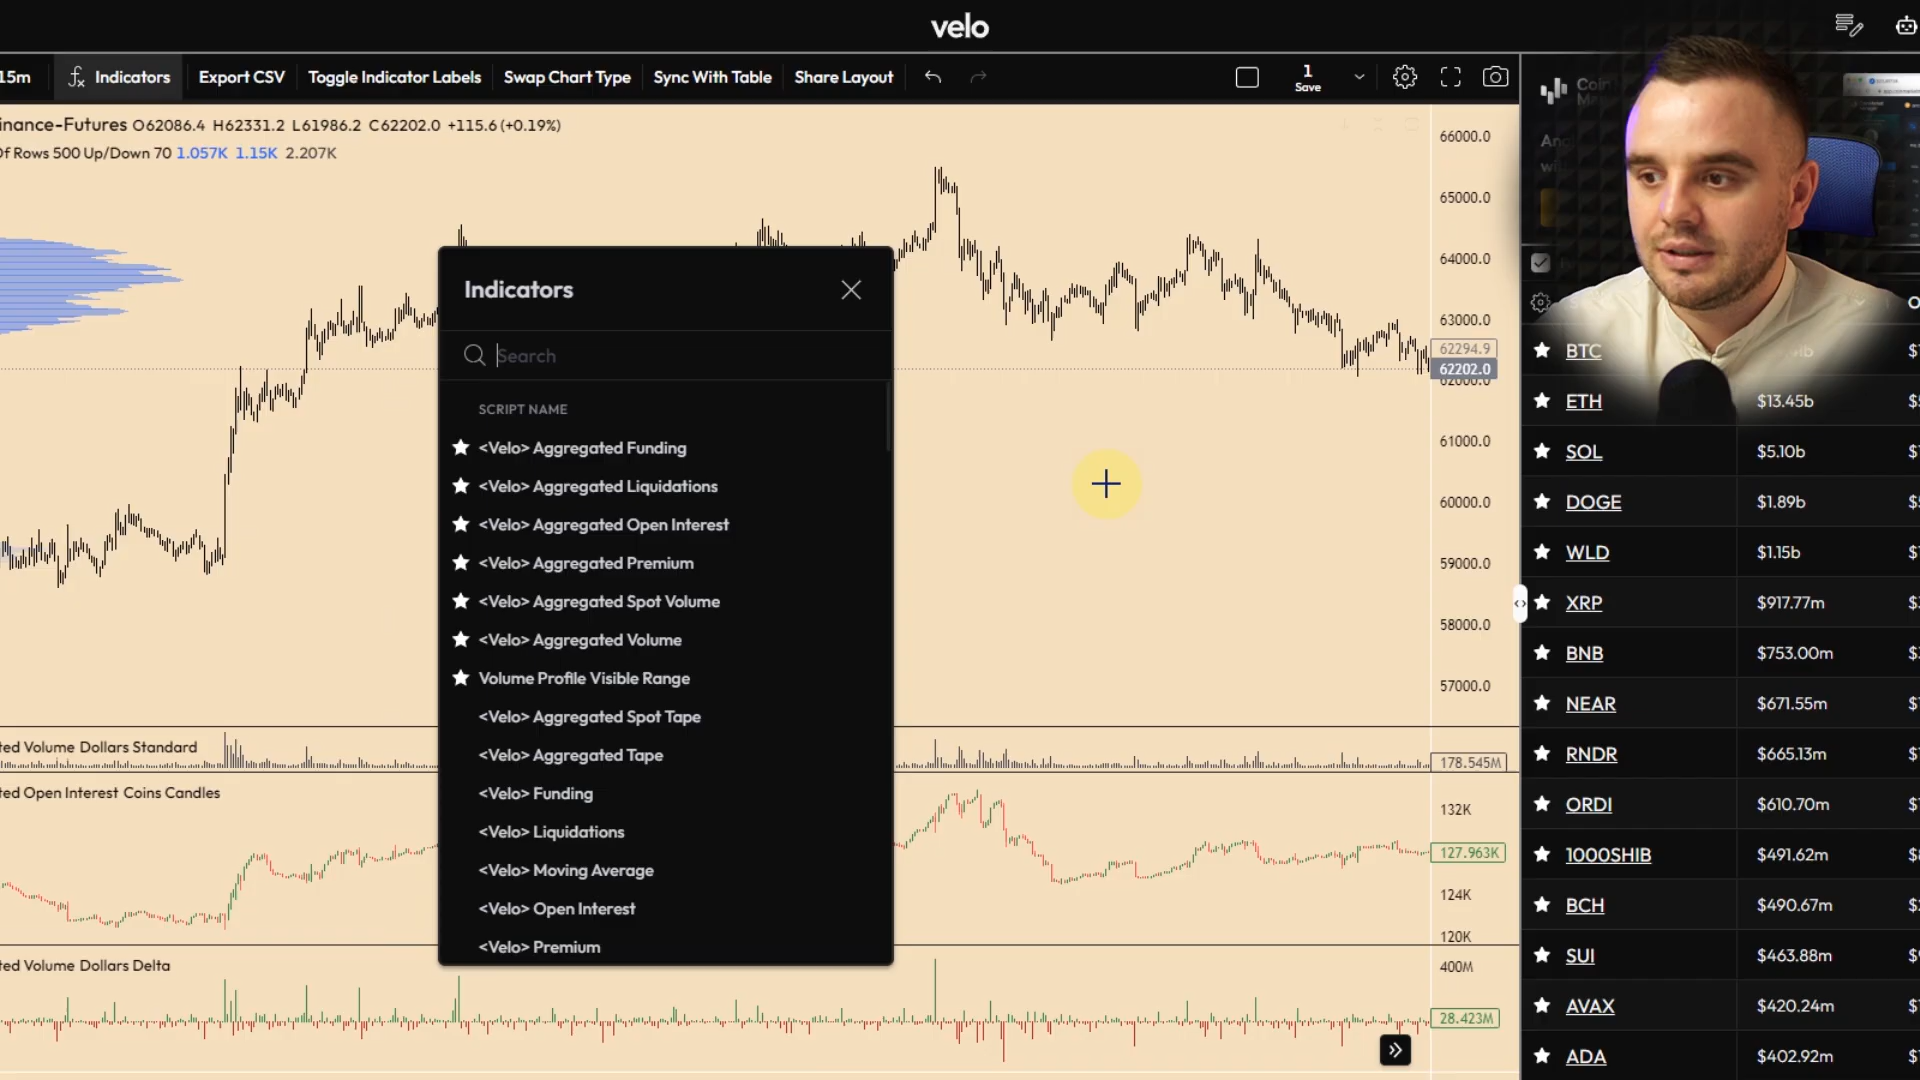 velo
15m
Indicators
Export CSV
Toggle Indicator Labels
Swap Chart Type
Sync With Table
Share Layout
1
Save
inance-Futures O62086.4 H62331.2 L61986.2 C62202.0 +115.6 (+0.19%)
Of Rows 500 Up/Down 70 1.057K 1.15K 2.207K
66000.0
65000.0
64000.0
63000.0
62294.9
62202.0
62000.0
61000.0
60000.0
59000.0
58000.0
57000.0
Indicators
Search
SCRIPT NAME
<Velo> Aggregated Funding
<Velo> Aggregated Liquidations
<Velo> Aggregated Open Interest
<Velo> Aggregated Premium
<Velo> Aggregated Spot Volume
<Velo> Aggregated Volume
Volume Profile Visible Range
<Velo> Aggregated Spot Tape
<Velo> Aggregated Tape
<Velo> Funding
<Velo> Liquidations
<Velo> Moving Average
<Velo> Open Interest
<Velo> Premium
ted Volume Dollars Standard
178.545M
ted Open Interest Coins Candles
132K
127.963K
124K
120K
ted Volume Dollars Delta
400M
28.423M
BTC
ETH $13.45b
SOL $5.10b
DOGE $1.89b
WLD $1.15b
XRP $917.77m
BNB $753.00m
NEAR $671.55m
RNDR $665.13m
ORDI $610.70m
1000SHIB $491.62m
BCH $490.67m
SUI $463.88m
AVAX $420.24m
ADA $402.92m